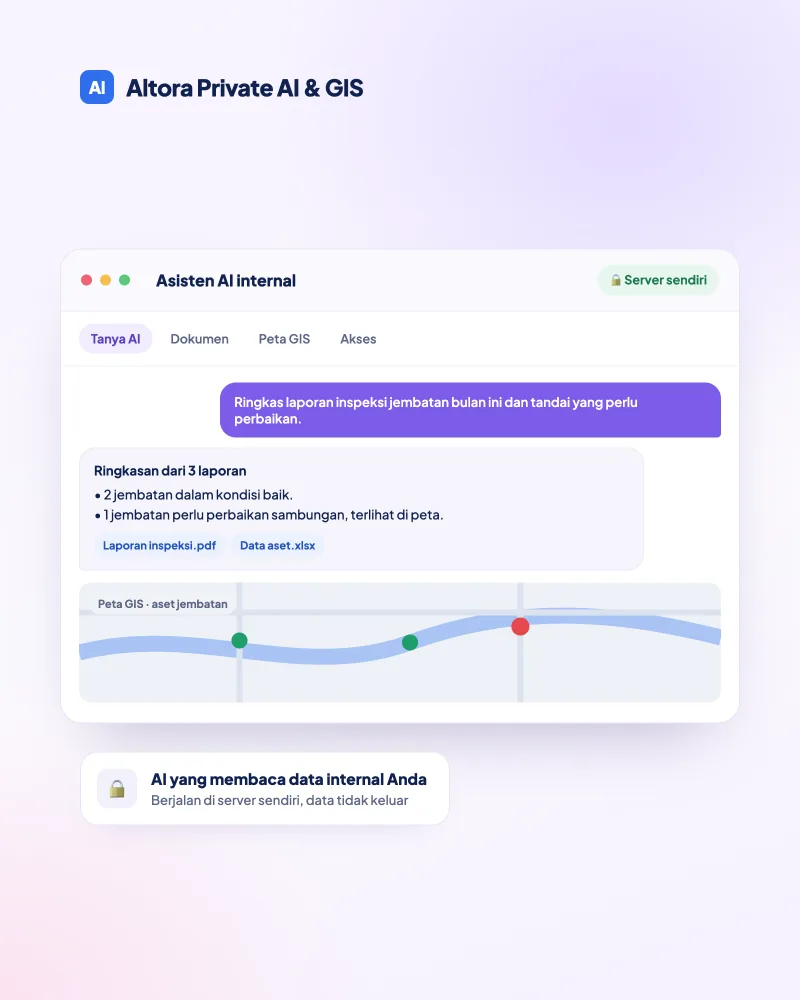 AI
Altora Private AI & GIS
Asisten AI internal
🔒 Server sendiri
Tanya AI
Dokumen
Peta GIS
Akses
Ringkas laporan inspeksi jembatan bulan ini dan tandai yang perlu
perbaikan.
Ringkasan dari 3 laporan
• 2 jembatan dalam kondisi baik.
• 1 jembatan perlu perbaikan sambungan, terlihat di peta.
Laporan inspeksi.pdf
Data aset.xlsx
Peta GIS · aset jembatan
AI yang membaca data internal Anda
Berjalan di server sendiri, data tidak keluar